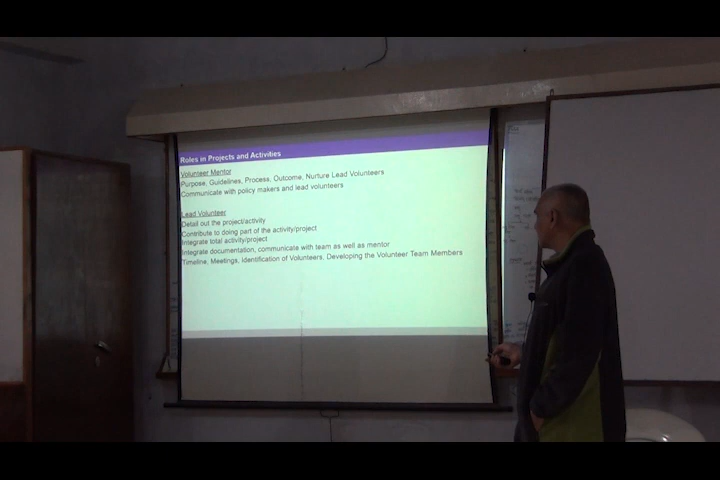 Roles in Projects and Activities
Volunteer Mentor
Purpose, Guidelines, Process, Outcome, Nurture Lead Volunteers
Communicate with policy makers and lead volunteers
Lead Volunteer
Detail out the project/activity
Contribute to doing part of the activity/project
Integrate total activity/project
Integrate documentation, communicate with team as well as mentor
Timeline, Meetings, Identification of Volunteers, Developing the Volunteer Team Members